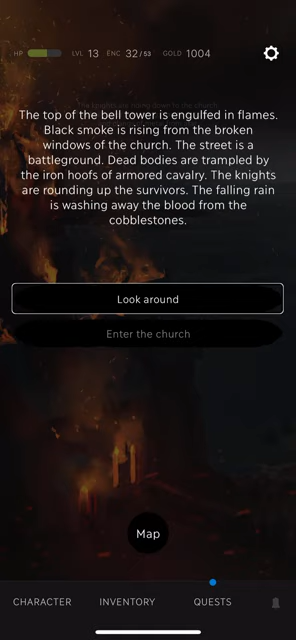 HP LVL 13 ENC 32/53 GOLD 1004
The top of the bell tower is engulfed in flames.
Black smoke is rising from the broken
windows of the church. The street is a
battleground. Dead bodies are trampled by
the iron hoofs of armored cavalry. The knights
are rounding up the survivors. The falling rain
is washing away the blood from the
cobblestones.
Look around
Enter the church
Map
CHARACTER INVENTORY QUESTS